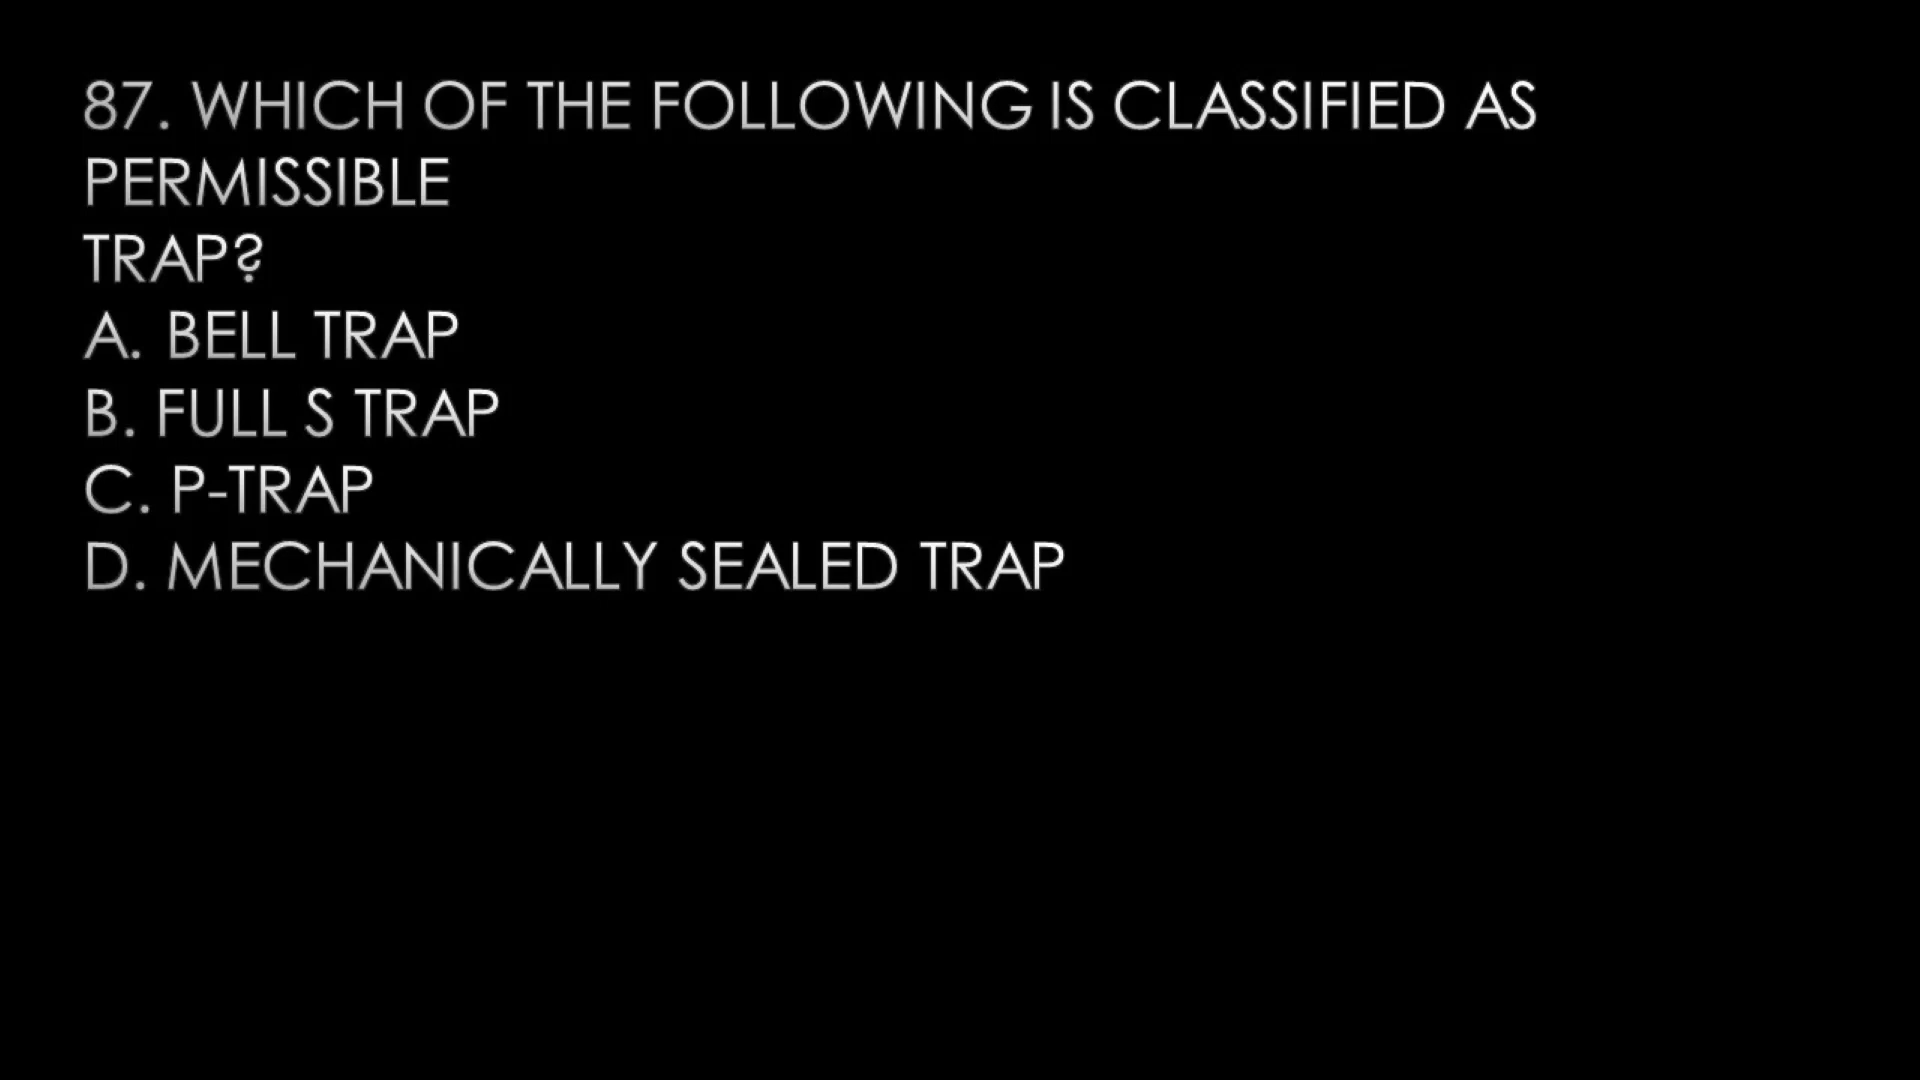 87. WHICH OF THE FOLLOWING IS CLASSIFIED AS
PERMISSIBLE
TRAP?
A. BELL TRAP
B. FULL S TRAP
C. P-TRAP
D. MECHANICALLY SEALED TRAP